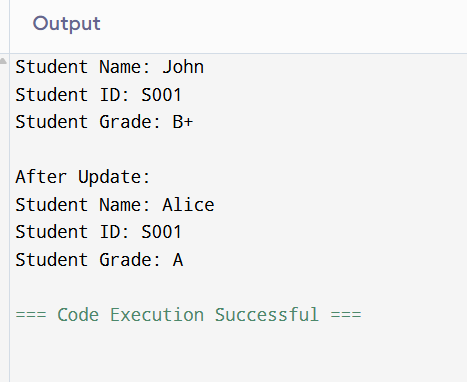 Output
Student Name: John
Student ID: S001
Student Grade: B+
After Update:
Student Name: Alice
Student ID: S001
Student Grade: A
=== Code Execution Successful ===